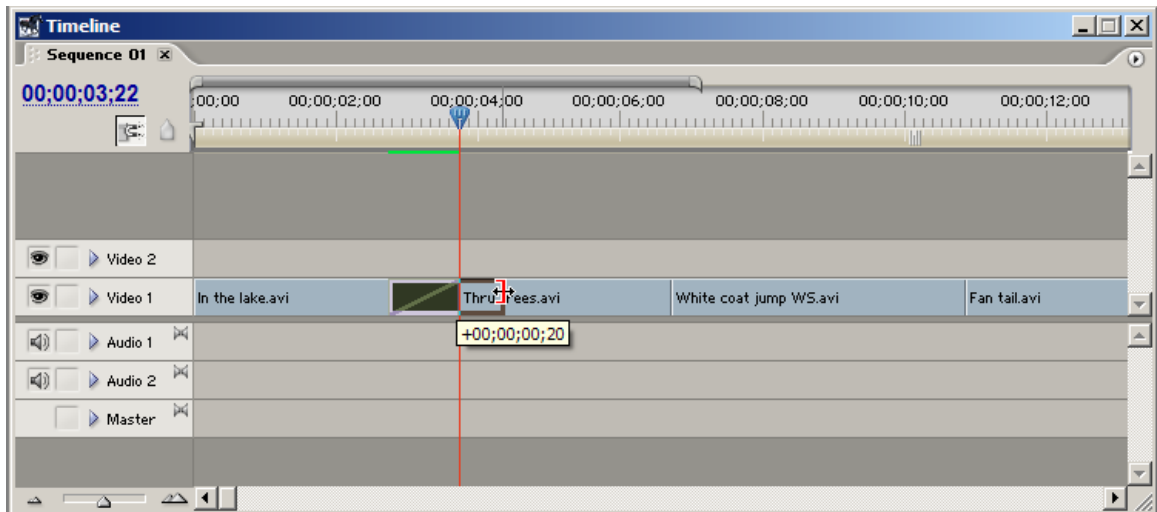 Timeline
Sequence 01
00;00;03;22
;00;00 00;00;02;00 00;00;04;00 00;00;06;00 00;00;08;00 00;00;10;00 00;00;12;00
Video 2
Video 1 In the lake.avi Thru rees.avi White coat jump WS.avi Fan tail.avi
+00;00;00;20
Audio 1
Audio 2
Master